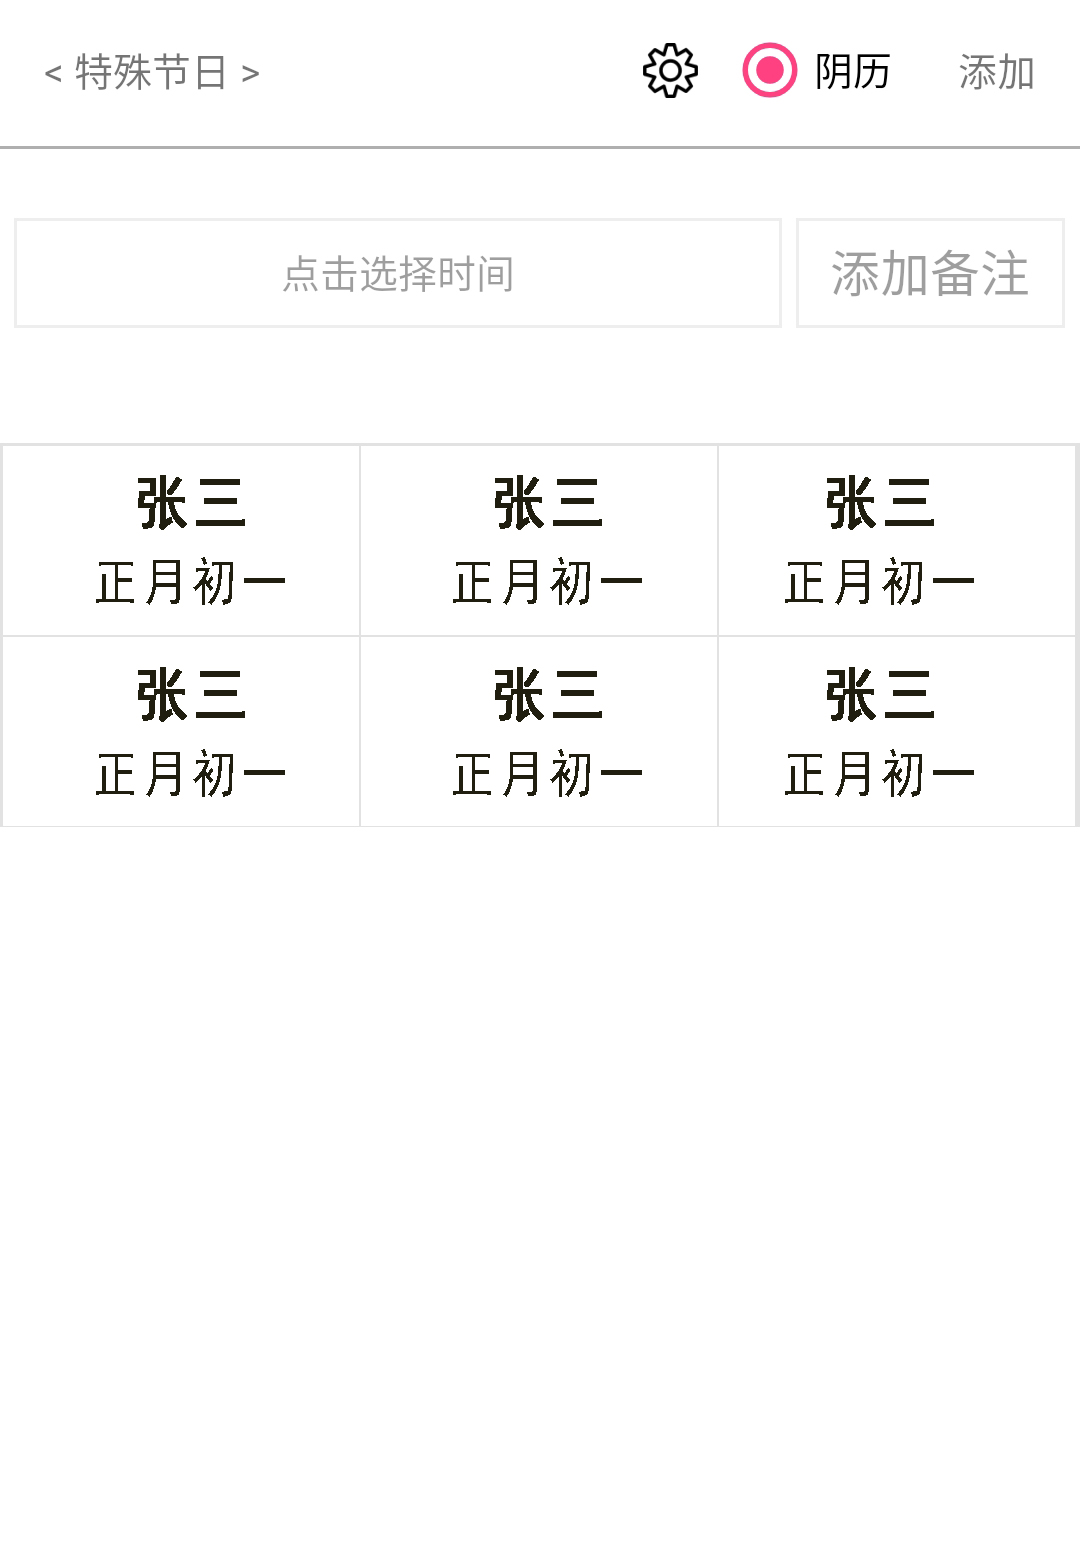 < 特殊节日 > 阴历 添加
点击选择时间 添加备注
张三 张三 张三
正月初一 正月初一 正月初一
张三 张三 张三
正月初一 正月初一 正月初一